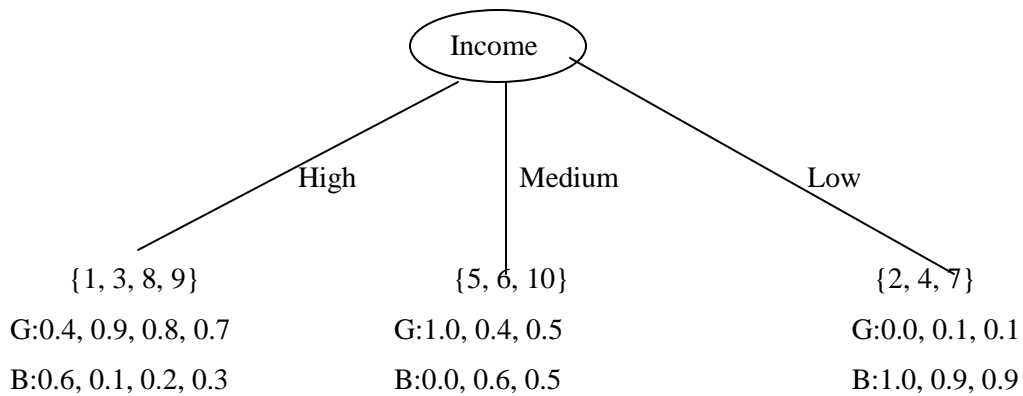 Income
High Medium Low
{1, 3, 8, 9} {5, 6, 10} {2, 4, 7}
G:0.4, 0.9, 0.8, 0.7 G:1.0, 0.4, 0.5 G:0.0, 0.1, 0.1
B:0.6, 0.1, 0.2, 0.3 B:0.0, 0.6, 0.5 B:1.0, 0.9, 0.9